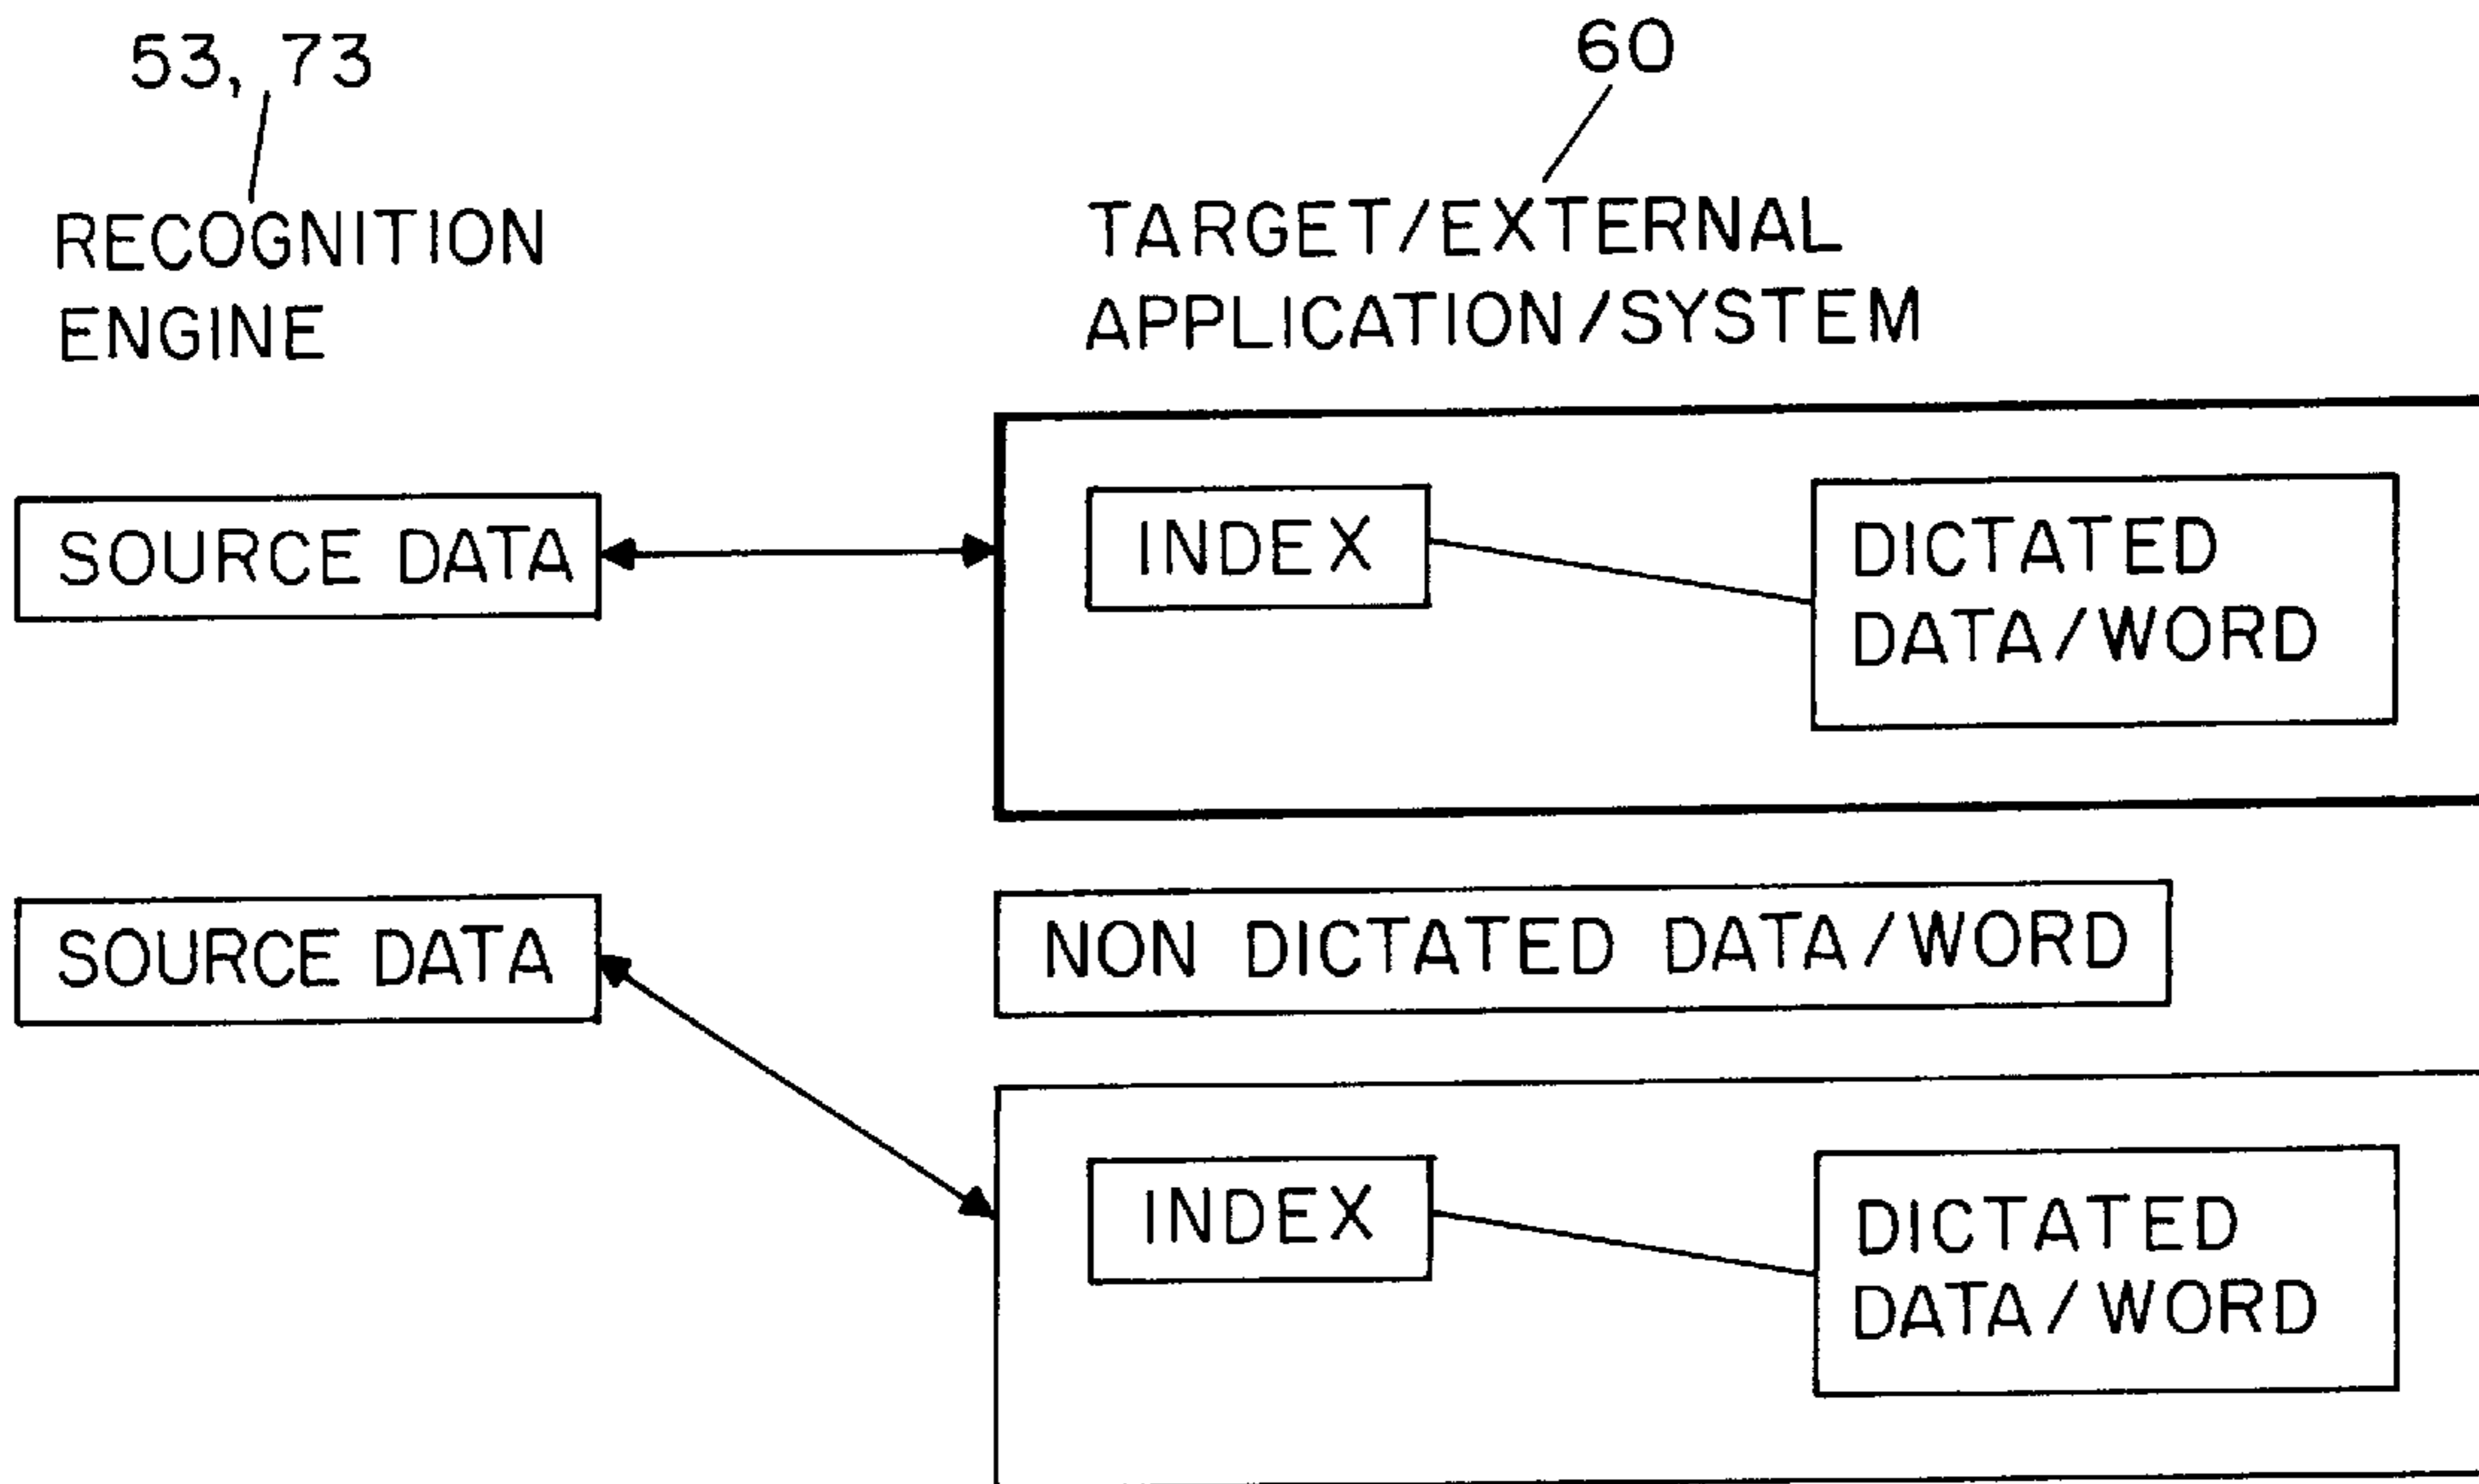 53, 73
60
RECOGNITION
ENGINE
TARGET/EXTERNAL
APPLICATION/SYSTEM
SOURCE DATA
INDEX
DICTATED
DATA/WORD
SOURCE DATA
NON DICTATED DATA/WORD
INDEX
DICTATED
DATA/WORD